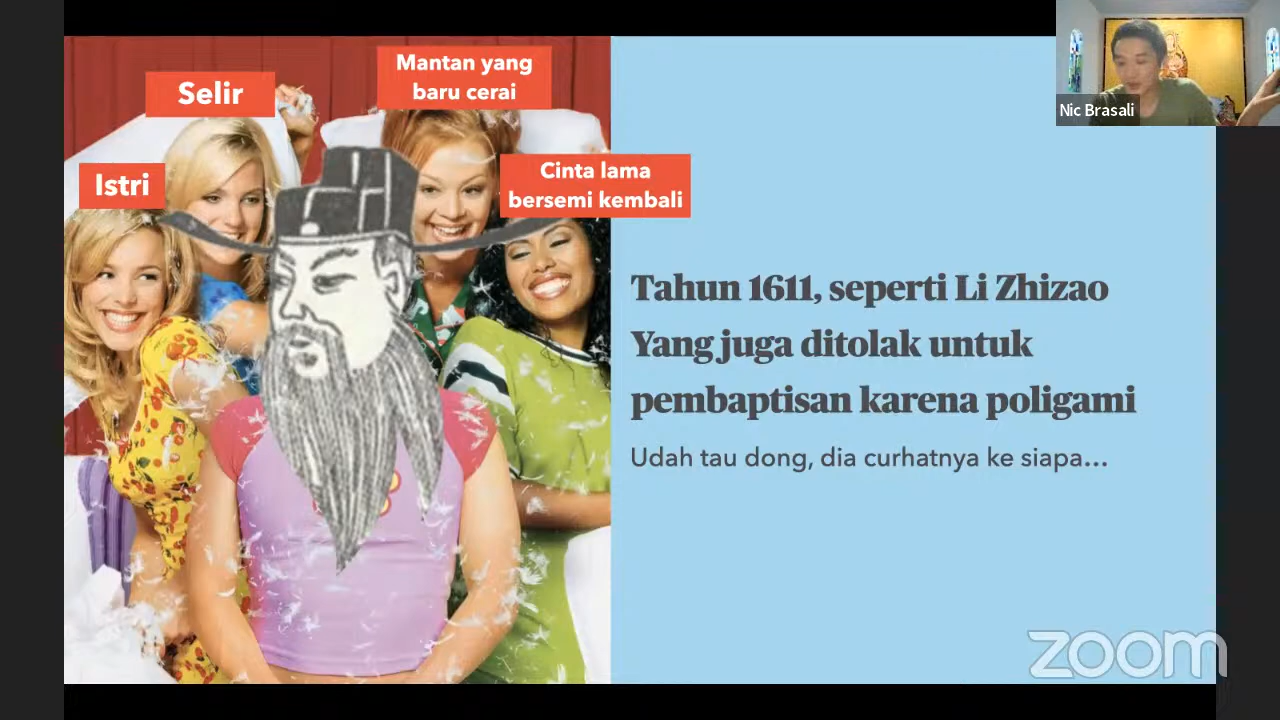 Selir
Mantan yang
baru cerai
Istri
Cinta lama
bersemi kembali
Nic Brasali
Tahun 1611, seperti Li Zhizao
Yang juga ditolak untuk
pembaptisan karena poligami
Udah tau dong, dia curhatnya ke siapa...
zoom